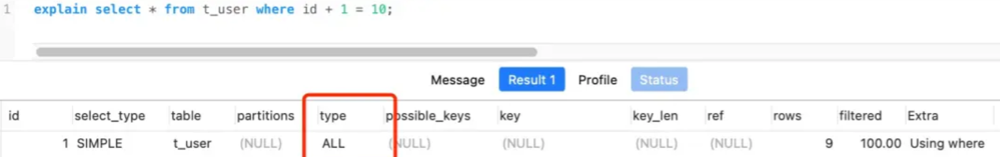 1 explain select * from t_user where id + 1 = 10;
Message Result 1 Profile Status
id select_type table partitions type possible_keys key key_len ref rows filtered Extra
1 SIMPLE t_user (NULL) ALL (NULL) (NULL) (NULL) (NULL) 9 100.00 Using where